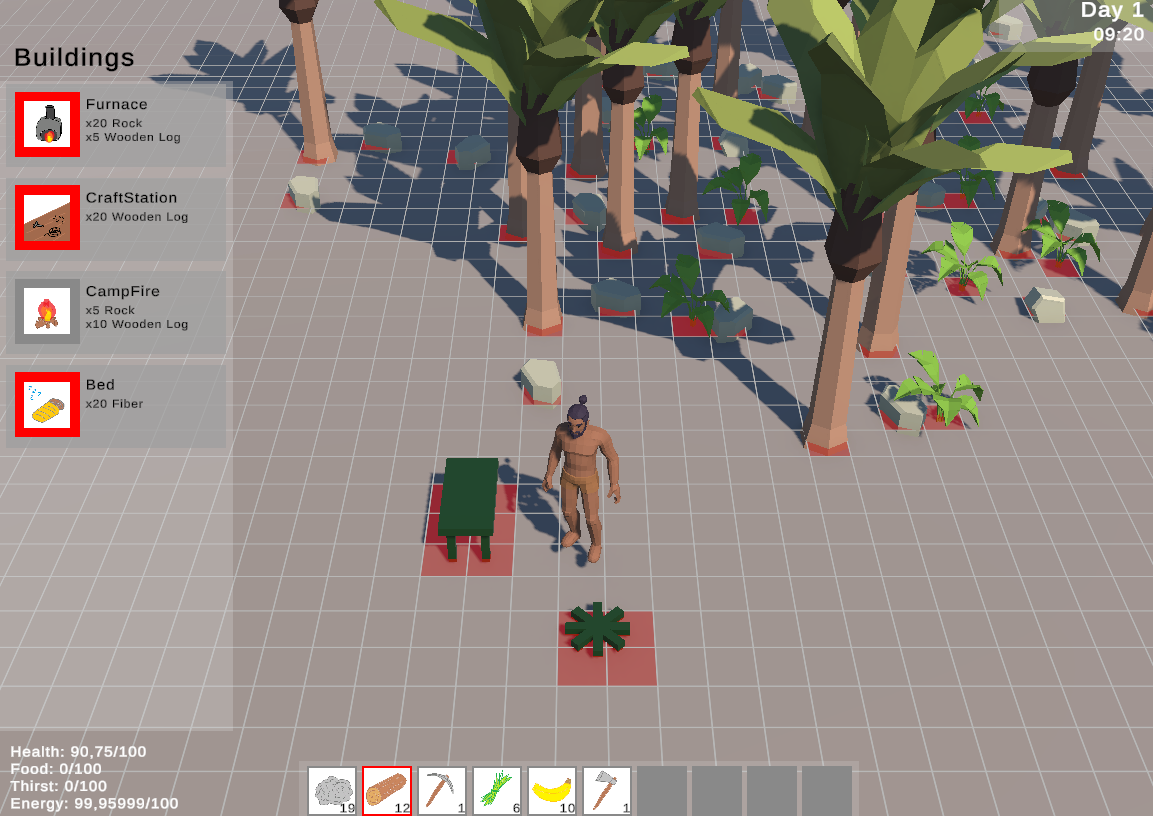 Day 1
09:20
Buildings
Furnace
x20 Rock
x5 Wooden Log
CraftStation
x20 Wooden Log
CampFire
x5 Rock
x10 Wooden Log
Bed
x20 Fiber
Health: 90,75/100
Food: 0/100
Thirst: 0/100
Energy: 99,95999/100
19 12 1 6 10 1